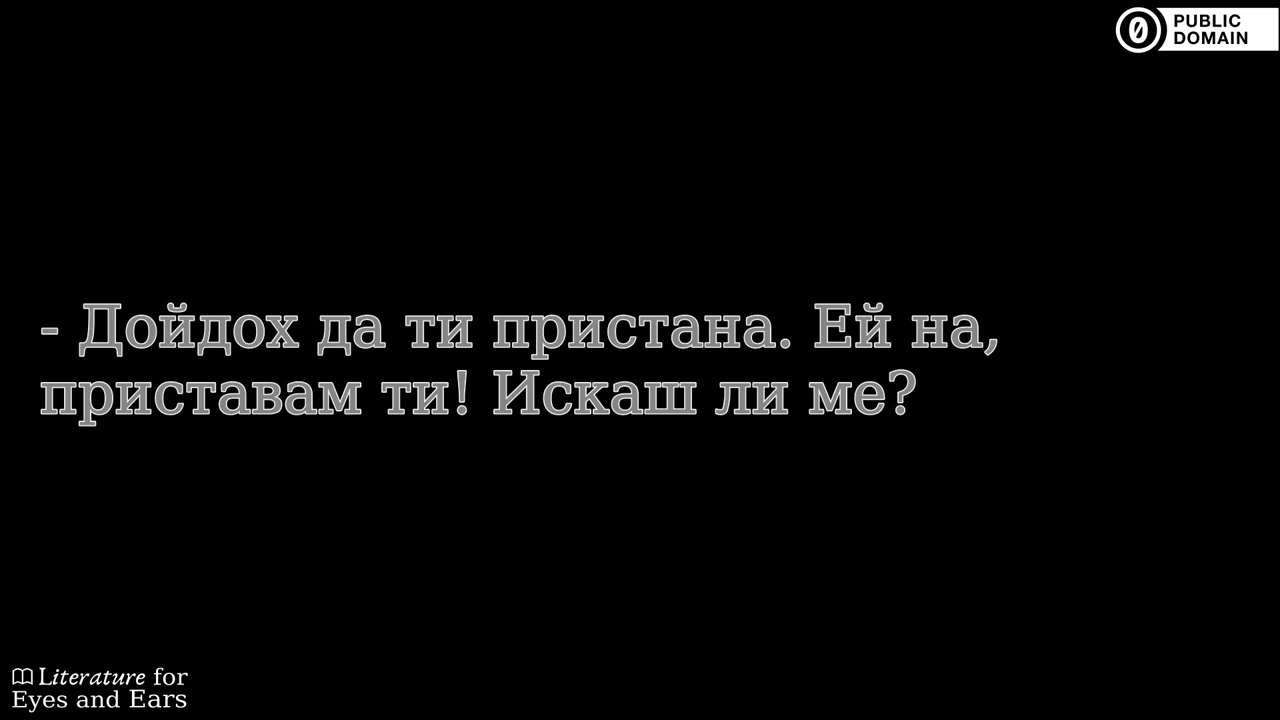 PUBLIC
DOMAIN
- Дойдох да ти пристана. Ей на,
приставам ти! Искаш ли ме?
Literature for
Eyes and Ears